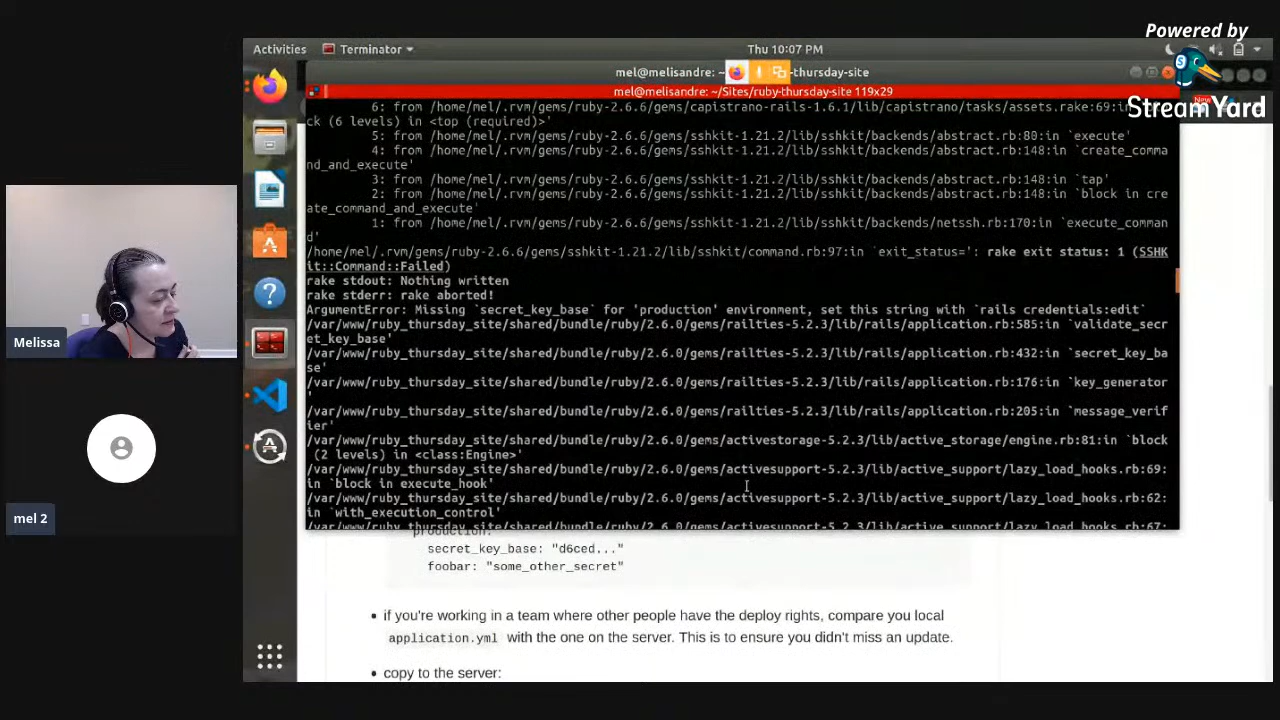 Powered by
StreamYard
Activities
Terminator
Thu 10:07 PM
mel@melisandre: ~
-thursday-site
mel@melisandre: ~/Sites/ruby-thursday-site 119x29
6: from /home/mel/.rvm/gems/ruby-2.6.6/gems/capistrano-rails-1.6.1/lib/capistrano/tasks/assets.rake:69:in
ck (6 levels) in <top (required)>'
5: from /home/mel/.rvm/gems/ruby-2.6.6/gems/sshkit-1.21.2/lib/sshkit/backends/abstract.rb:80:in `execute'
4: from /home/mel/.rvm/gems/ruby-2.6.6/gems/sshkit-1.21.2/lib/sshkit/backends/abstract.rb:148:in `create_comma
nd_and_execute'
3: from /home/mel/.rvm/gems/ruby-2.6.6/gems/sshkit-1.21.2/lib/sshkit/backends/abstract.rb:148:in `tap'
2: from /home/mel/.rvm/gems/ruby-2.6.6/gems/sshkit-1.21.2/lib/sshkit/backends/abstract.rb:148:in `block in cre
ate_command_and_execute'
1: from /home/mel/.rvm/gems/ruby-2.6.6/gems/sshkit-1.21.2/lib/sshkit/backends/netssh.rb:170:in `execute_comman
d'
/home/mel/.rvm/gems/ruby-2.6.6/gems/sshkit-1.21.2/lib/sshkit/command.rb:97:in `exit_status=': rake exit status: 1 (SSHK
it::Command::Failed)
rake stdout: Nothing written
rake stderr: rake aborted!
ArgumentError: Missing `secret_key_base` for 'production' environment, set this string with `rails credentials:edit`
/var/www/ruby_thursday_site/shared/bundle/ruby/2.6.0/gems/railties-5.2.3/lib/rails/application.rb:585:in `validate_secr
et_key_base'
/var/www/ruby_thursday_site/shared/bundle/ruby/2.6.0/gems/railties-5.2.3/lib/rails/application.rb:432:in `secret_key_ba
se'
/var/www/ruby_thursday_site/shared/bundle/ruby/2.6.0/gems/railties-5.2.3/lib/rails/application.rb:176:in `key_generator
'
/var/www/ruby_thursday_site/shared/bundle/ruby/2.6.0/gems/railties-5.2.3/lib/rails/application.rb:205:in `message_verif
ier'
/var/www/ruby_thursday_site/shared/bundle/ruby/2.6.0/gems/activestorage-5.2.3/lib/active_storage/engine.rb:81:in `block
(2 levels) in <class:Engine>'
/var/www/ruby_thursday_site/shared/bundle/ruby/2.6.0/gems/activesupport-5.2.3/lib/active_support/lazy_load_hooks.rb:69:
in `block in execute_hook'
/var/www/ruby_thursday_site/shared/bundle/ruby/2.6.0/gems/activesupport-5.2.3/lib/active_support/lazy_load_hooks.rb:62:
in `with_execution_control'
/var/www/ruby_thursday_site/shared/bundle/ruby/2.6.0/gems/activesupport-5.2.3/lib/active_support/lazy_load_hooks.rb:67:
production:
secret_key_base: "d6ced..."
foobar: "some_other_secret"
• if you're working in a team where other people have the deploy rights, compare you local
application.yml with the one on the server. This is to ensure you didn't miss an update.
• copy to the server:
Melissa
mel 2